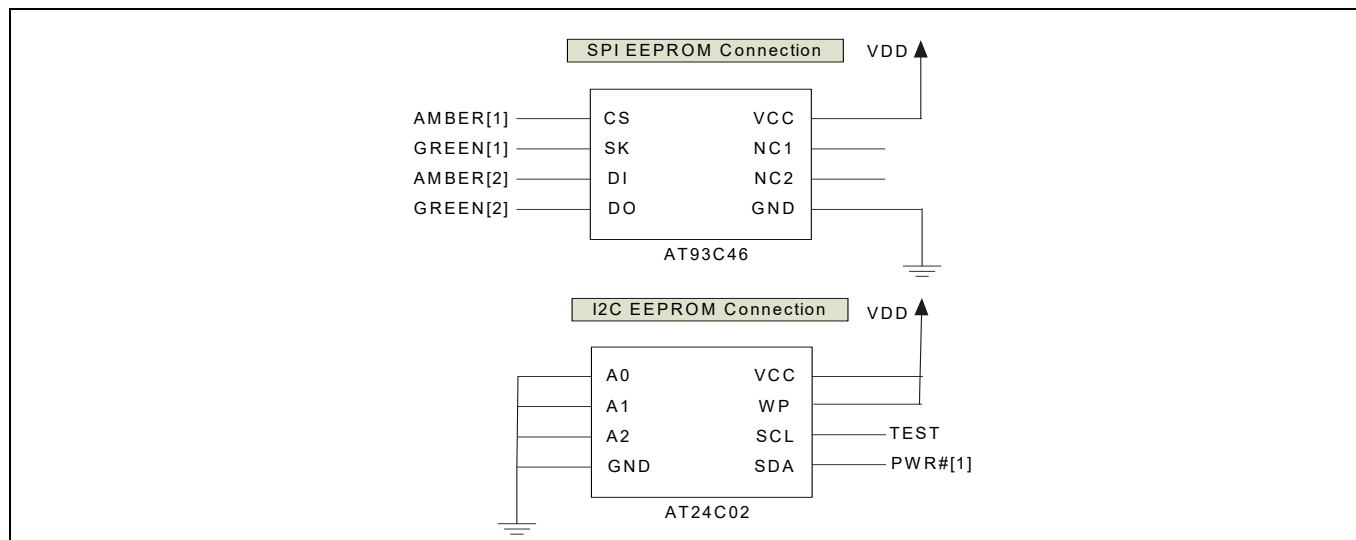 SPI EEPROM Connection
VDD
AMBER[1]
CS
VCC
GREEN[1]
SK
NC1
AMBER[2]
DI
NC2
GREEN[2]
DO
GND
AT93C46
I2C EEPROM Connection
VDD
A0
VCC
A1
WP
A2
SCL
TEST
GND
SDA
PWR#[1]
AT24C02